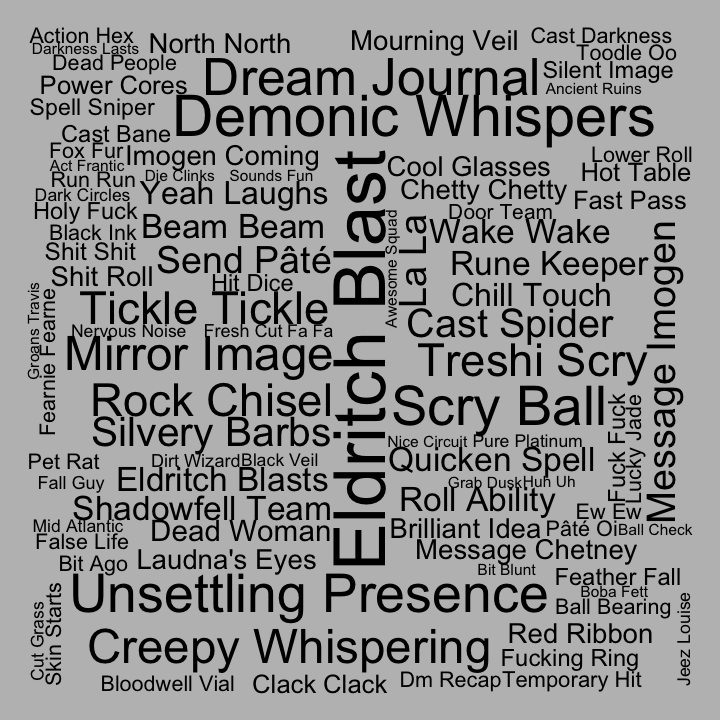 Action Hex
Darkness Lasts
North North
Mourning Veil
Cast Darkness
Toodle Oo
Dead People
Dream Journal
Silent Image
Power Cores
Ancient Ruins
Spell Sniper
Demonic Whispers
Cast Bane
Fox Fur
Imogen Coming
Lower Roll
Act Frantic
Cool Glasses
Hot Table
Run Run
Die Clinks
Sounds Fun
Dark Circles
Yeah Laughs
Chetty Chetty
Fast Pass
Holy Fuck
Door Team
Black Ink
Beam Beam
Wake Wake
Shit Shit
Send Pâté
Rune Keeper
Shit Roll
Hit Dice
Chill Touch
Eldritch Blast
Awesome Squad
La La
Message Imogen
Groans Travis
Fearnie Fearne
Tickle Tickle
Cast Spider
Nervous Noise
Fresh Cut
Fa Fa
Mirror Image
Treshi Scry
Rock Chisel
Scry Ball
Fuck Fuck
Lucky Jade
Silvery Barbs
Nice Circuit
Pure Platinum
Pet Rat
Dirt Wizard
Black Veil
Quicken Spell
Fall Guy
Eldritch Blasts
Grab Dusk
Huh Uh
Roll Ability
Shadowfell Team
Ew Ew
Mid Atlantic
Dead Woman
Brilliant Idea
Pâté Oi
Ball Check
False Life
Message Chetney
Bit Ago
Laudna's Eyes
Bit Blunt
Feather Fall
Unsettling Presence
Boba Fett
Ball Bearing
Cut Grass
Skin Starts
Jeez Louise
Creepy Whispering
Red Ribbon
Fucking Ring
Bloodwell Vial
Clack Clack
Dm Recap
Temporary Hit